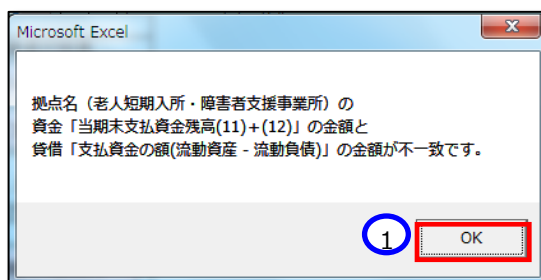 Microsoft Excel
拠点名（老人短期入所・障害者支援事業所）の
資金「当期末支払資金残高(11)+(12)」の金額と
貸借「支払資金の額(流動資産 - 流動負債)」の金額が不一致です。
1
OK